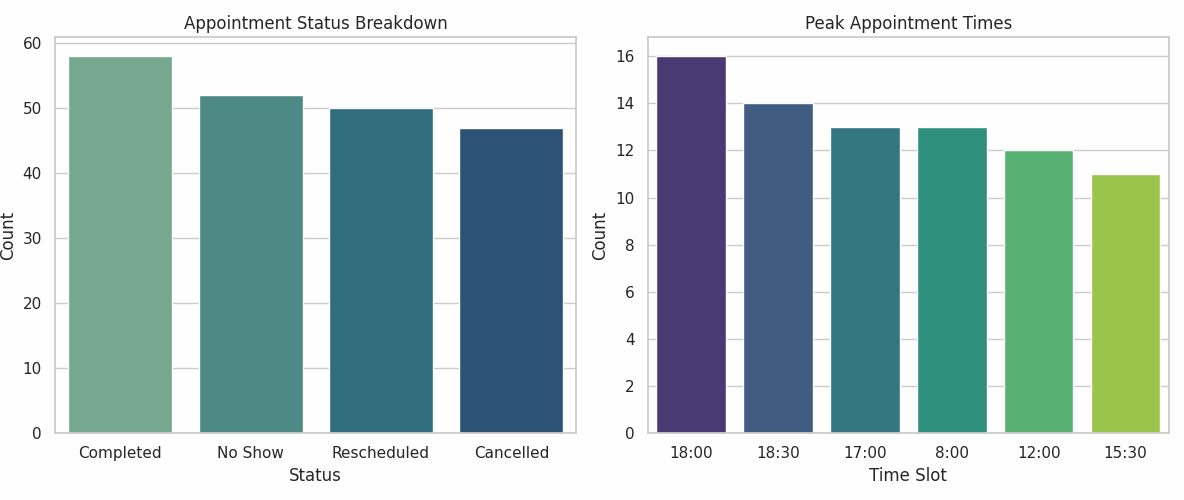 Appointment Status Breakdown
60
50
40
30
20
10
0
Count
Completed No Show Rescheduled Cancelled
Status
Peak Appointment Times
16
14
12
10
8
6
4
2
0
Count
18:00 18:30 17:00 8:00 12:00 15:30
Time Slot